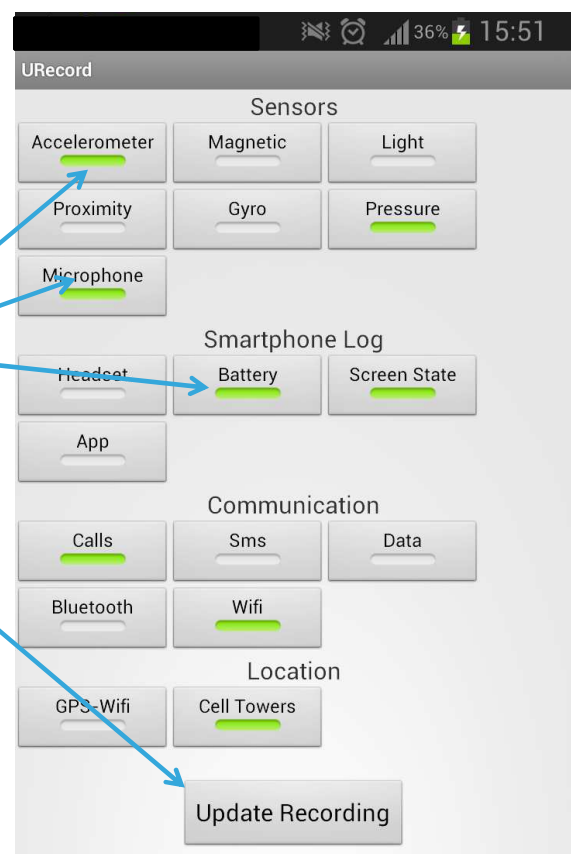 36% 15:51
URecord
Sensors
Accelerometer Magnetic Light
Proximity Gyro Pressure
Microphone
Smartphone Log
Headset Battery Screen State
App
Communication
Calls Sms Data
Bluetooth Wifi
Location
GPS-Wifi Cell Towers
Update Recording